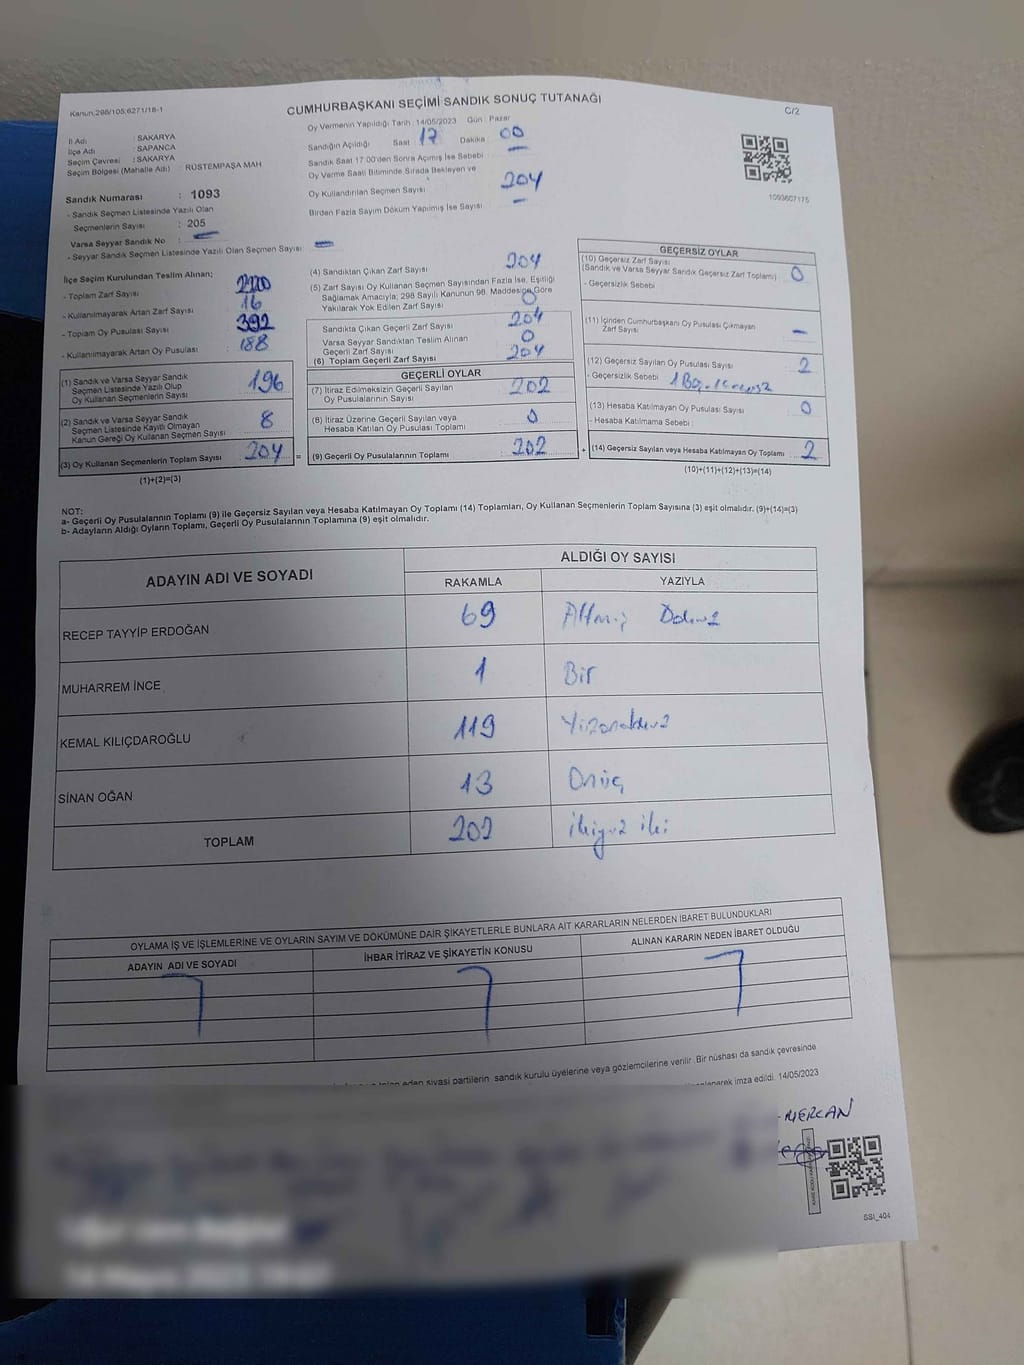 Kanun;298/105;6271/18-1
CUMHURBAŞKANI SEÇİMİ SANDIK SONUÇ TUTANAĞI
C/2
İl Adı : SAKARYA
İlçe Adı : SAPANCA
Seçim Çevresi : SAKARYA
Seçim Bölgesi (Mahalle Adı) : RÜSTEMPAŞA MAH
Sandık Numarası : 1093
- Sandık Seçmen Listesinde Yazılı Olan
Seçmenlerin Sayısı : 205
Varsa Seyyar Sandık No : —
- Seyyar Sandık Seçmen Listesinde Yazılı Olan Seçmen Sayısı : —
Oy Vermenin Yapıldığı Tarih : 14/05/2023 Gün : Pazar
Sandığın Açıldığı Saat : 17 Dakika : 00
Sandık Saat 17:00'den Sonra Açılmış İse Sebebi : —
Oy Verme Saati Bitiminde Sırada Bekleyen ve
Oy Kullandırılan Seçmen Sayısı : 204
Birden Fazla Sayım Döküm Yapılmış İse Sayısı : —
1093607175
İlçe Seçim Kurulundan Teslim Alınan;
- Toplam Zarf Sayısı : 220
- Kullanılmayarak Artan Zarf Sayısı : 16
- Toplam Oy Pusulası Sayısı : 392
- Kullanılmayarak Artan Oy Pusulası : 188
(1) Sandık ve Varsa Seyyar Sandık
Seçmen Listesinde Yazılı Olup
Oy Kullanan Seçmenlerin Sayısı : 196
(2) Sandık ve Varsa Seyyar Sandık
Seçmen Listesinde Kayıtlı Olmayan
Kanun Gereği Oy Kullanan Seçmen Sayısı : 8
(3) Oy Kullanan Seçmenlerin Toplam Sayısı : 204 =
(1)+(2)=(3)
(4) Sandıktan Çıkan Zarf Sayısı : 204
(5) Zarf Sayısı Oy Kullanan Seçmen Sayısından Fazla İse, Eşitliği
Sağlamak Amacıyla; 298 Sayılı Kanunun 98. Maddesine Göre
Yakılarak Yok Edilen Zarf Sayısı : 0
Sandıkta Çıkan Geçerli Zarf Sayısı : 204
Varsa Seyyar Sandıktan Teslim Alınan
Geçerli Zarf Sayısı : 0
(6) Toplam Geçerli Zarf Sayısı : 204
GEÇERLİ OYLAR
(7) İtiraz Edilmeksizin Geçerli Sayılan
Oy Pusulası Sayısı : 202
(8) İtiraz Üzerine Geçerli Sayılan veya
Hesaba Katılan Oy Pusulası Toplamı : 0
(9) Geçerli Oy Pusulalarının Toplamı : 202 +
GEÇERSİZ OYLAR
(10) Geçersiz Zarf Sayısı
(Sandık ve Varsa Seyyar Sandık Geçersiz Zarf Toplamı) : 0
- Geçersizlik Sebebi :
(11) İçinden Cumhurbaşkanı Oy Pusulası Çıkmayan
Zarf Sayısı : —
(12) Geçersiz Sayılan Oy Pusulası Sayısı : 2
- Geçersizlik Sebebi :
(13) Hesaba Katılmayan Oy Pusulası Sayısı : 0
- Hesaba Katılmama Sebebi :
(14) Geçersiz Sayılan veya Hesaba Katılmayan Oy Toplamı : 2
(10)+(11)+(12)+(13)=(14)
NOT:
a- Geçerli Oy Pusulalarının Toplamı (9) ile Geçersiz Sayılan veya Hesaba Katılmayan Oy Toplamı (14) Toplamları, Oy Kullanan Seçmenlerin Toplam Sayısına (3) eşit olmalıdır. (9)+(14)=(3)
b- Adayların Aldığı Oyların Toplamı, Geçerli Oy Pusulalarının Toplamına (9) eşit olmalıdır.
ADAYIN ADI VE SOYADI ALDIĞI OY SAYISI
RAKAMLA YAZIYLA
RECEP TAYYİP ERDOĞAN 69 Altmış Dokuz
MUHARREM İNCE 1 Bir
KEMAL KILIÇDAROĞLU 119 Yüzondokuz
SİNAN OĞAN 13 Onüç
TOPLAM 202 ikiyüz iki
OYLAMA İŞ VE İŞLEMLERİNE VE OYLARIN SAYIM VE DÖKÜMÜNE DAİR ŞİKAYETLERLE BUNLARA AİT KARARLARIN NELERDEN İBARET BULUNDUKLARI
ADAYIN ADI VE SOYADI İHBAR İTİRAZ VE ŞİKAYETİN KONUSU ALINAN KARARIN NEDEN İBARET OLDUĞU
talep eden siyasi partilerin sandık kurulu üyelerine veya gözlemcilerine verilir. Bir nüshası da sandık çevresinde
imza edildi. 14/05/2023
MERCAN
SSI_404